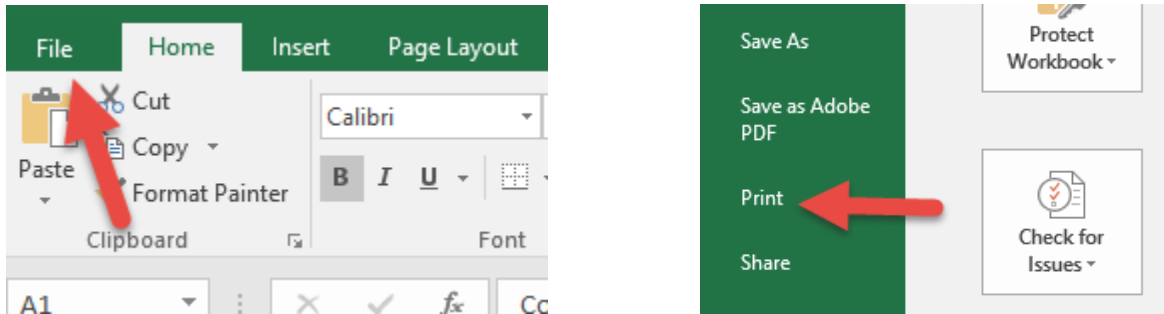 File Home Insert Page Layout
Cut
Calibri
Copy
Paste
B I U
Format Painter
Clipboard Font
A1 fx Co
Save As
Protect
Workbook
Save as Adobe
PDF
Print
Check for
Issues
Share